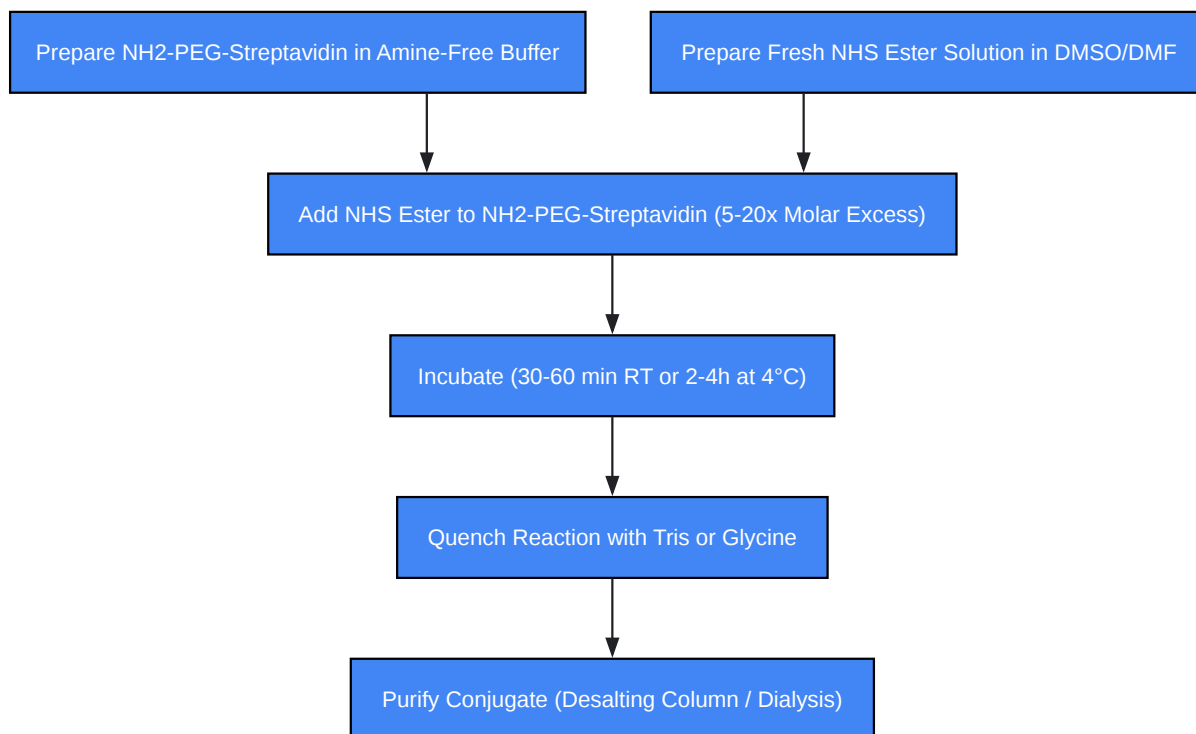 Prepare NH2-PEG-Streptavidin in Amine-Free Buffer
Prepare Fresh NHS Ester Solution in DMSO/DMF
Add NHS Ester to NH2-PEG-Streptavidin (5-20x Molar Excess)
Incubate (30-60 min RT or 2-4h at 4°C)
Quench Reaction with Tris or Glycine
Purify Conjugate (Desalting Column / Dialysis)